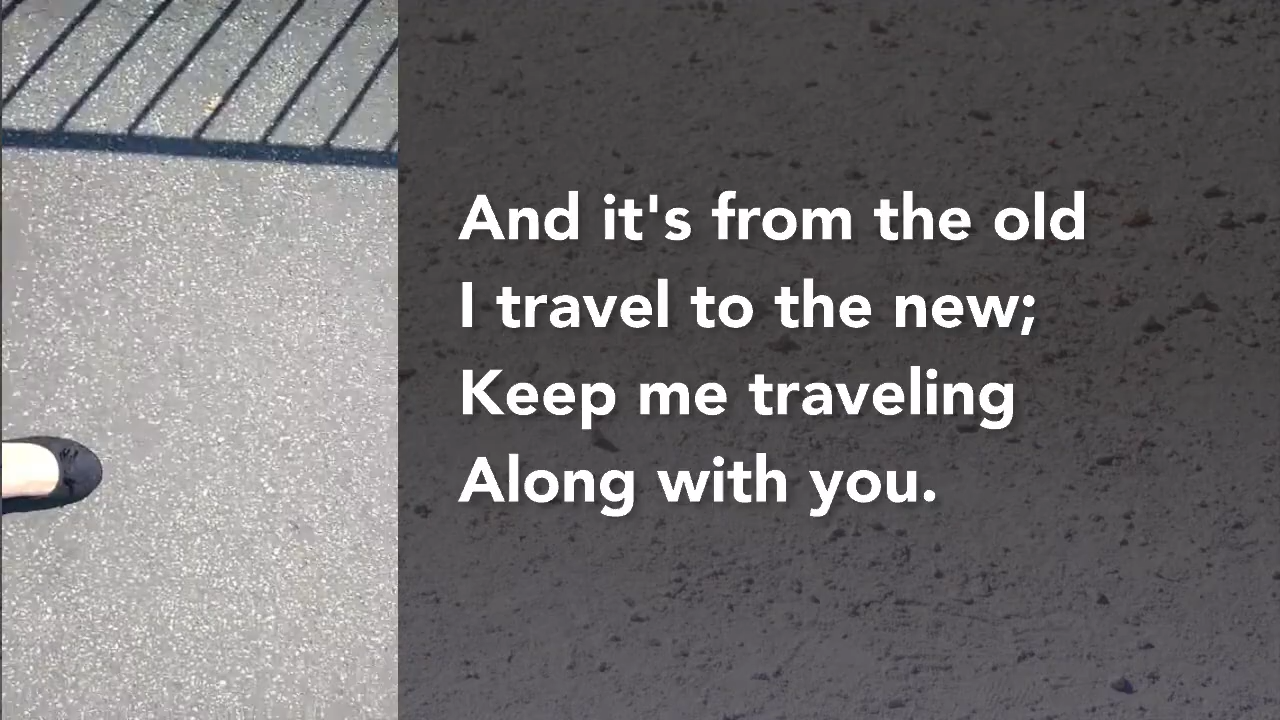 And it's from the old
I travel to the new;
Keep me traveling
Along with you.